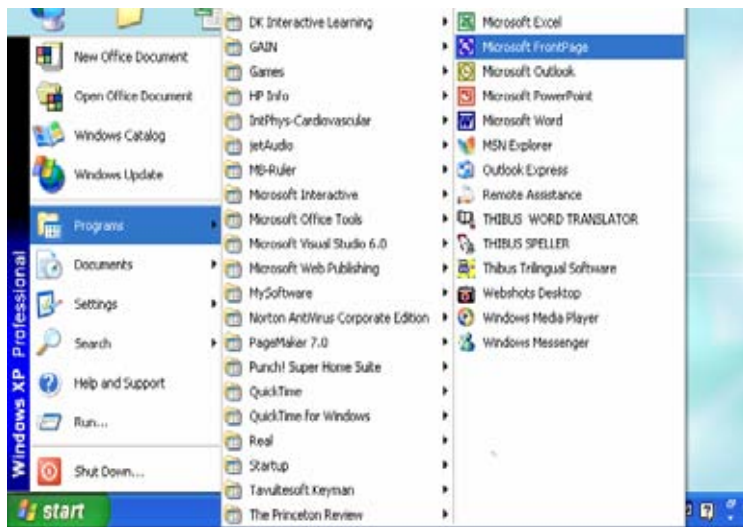 New Office Document
Open Office Document
Windows Catalog
Windows Update
Programs
Documents
Settings
Search
Help and Support
Run...
Shut Down...
Windows XP Professional
start
DK Interactive Learning
GAIN
Games
HP Info
IntPhys-Cardiovascular
jetAudio
MB-Ruler
Microsoft Interactive
Microsoft Office Tools
Microsoft Visual Studio 6.0
Microsoft Web Publishing
MySoftware
Norton AntiVirus Corporate Edition
PageMaker 7.0
Punch! Super Home Suite
QuickTime
QuickTime for Windows
Real
Startup
Tavultesoft Keyman
The Princeton Review
Microsoft Excel
Microsoft FrontPage
Microsoft Outlook
Microsoft PowerPoint
Microsoft Word
MSN Explorer
Outlook Express
Remote Assistance
THIBUS WORD TRANSLATOR
THIBUS SPELLER
Thibus Trilingual Software
Webshots Desktop
Windows Media Player
Windows Messenger